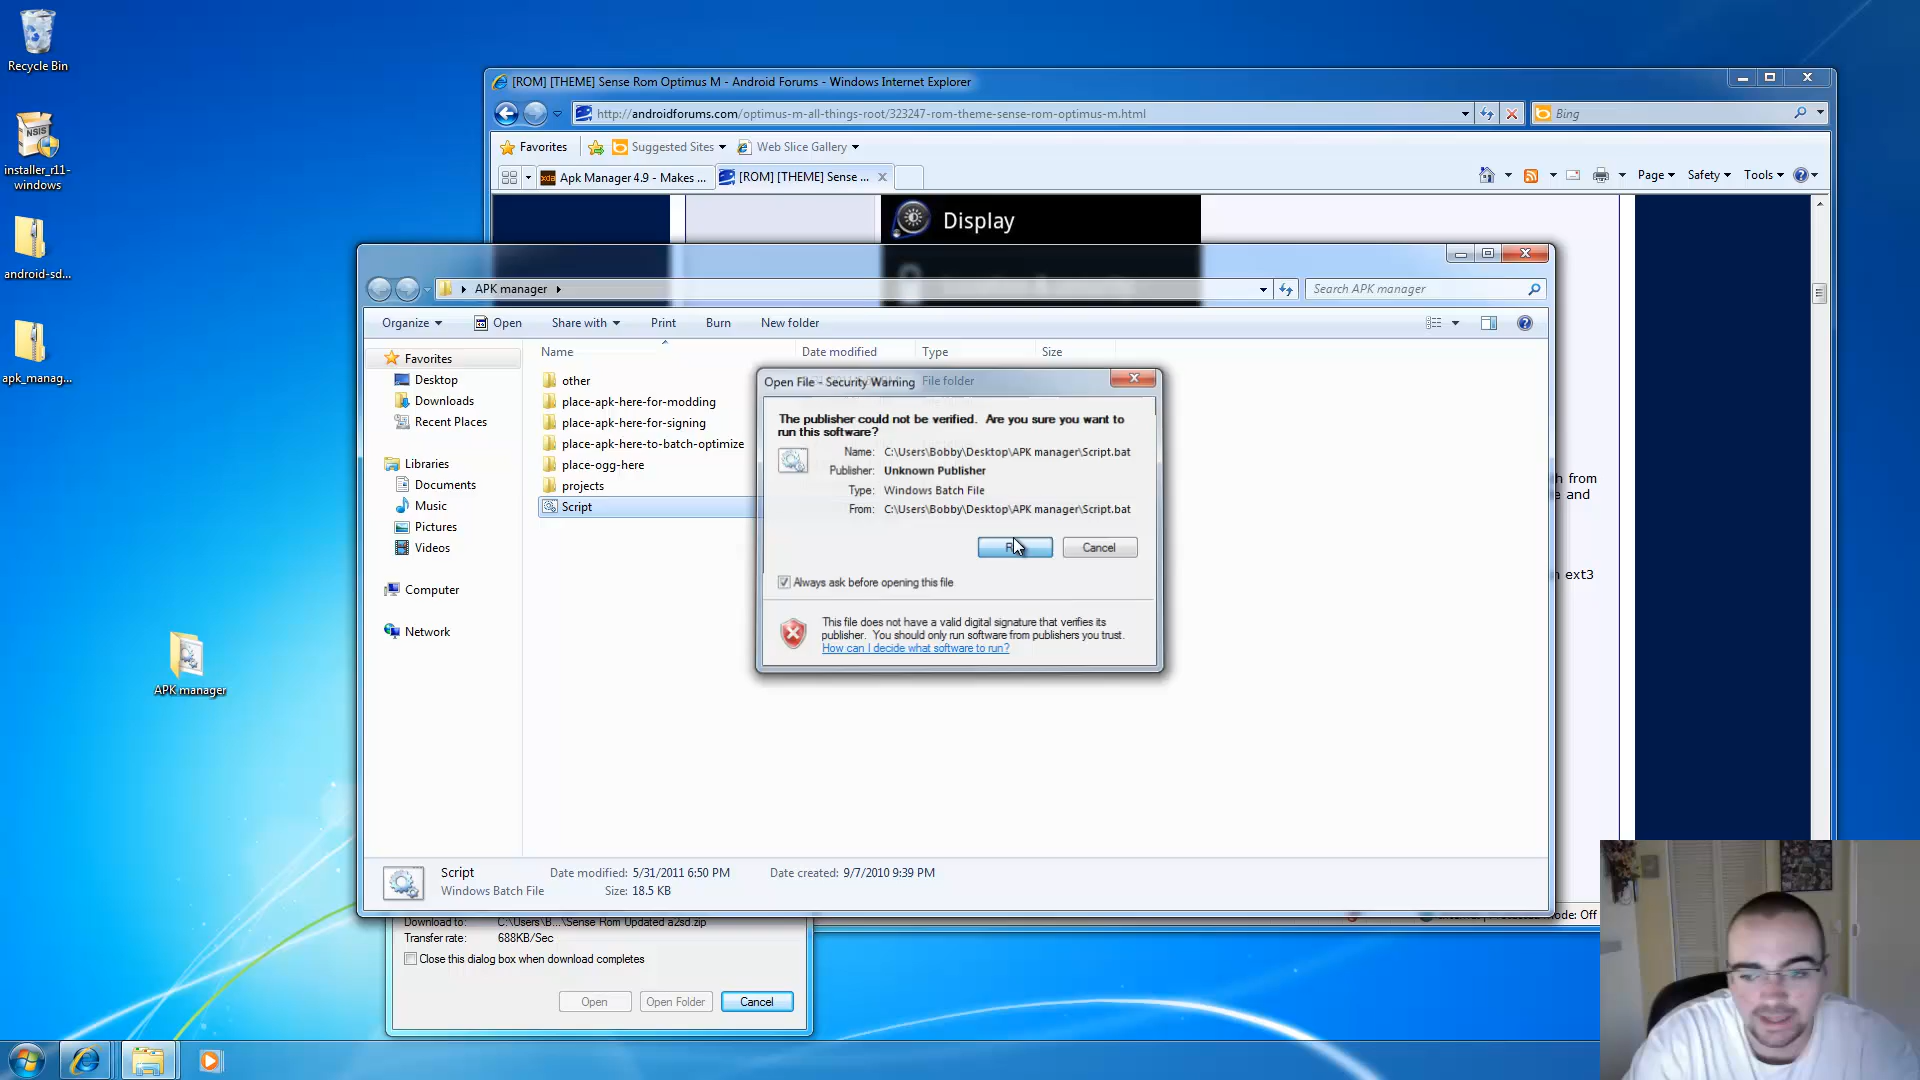 Recycle Bin
installer_r11-
windows
android-sd...
apk_manag...
APK manager
[ROM] [THEME] Sense Rom Optimus M - Android Forums - Windows Internet Explorer
http://androidforums.com/optimus-m-all-things-root/323247-rom-theme-sense-rom-optimus-m.html
Bing
Favorites
Suggested Sites
Web Slice Gallery
Apk Manager 4.9 - Makes ...
[ROM] [THEME] Sense ...
Page
Safety
Tools
Display
APK manager
Search APK manager
Organize
Open
Share with
Print
Burn
New folder
Favorites
Desktop
Downloads
Recent Places
Libraries
Documents
Music
Pictures
Videos
Computer
Network
Name
Date modified
Type
Size
other
File folder
place-apk-here-for-modding
place-apk-here-for-signing
place-apk-here-to-batch-optimize
place-ogg-here
projects
Script
Open File - Security Warning
The publisher could not be verified. Are you sure you want to
run this software?
Name: C:\Users\Bobby\Desktop\APK manager\Script.bat
Publisher: Unknown Publisher
Type: Windows Batch File
From: C:\Users\Bobby\Desktop\APK manager\Script.bat
Cancel
Always ask before opening this file
This file does not have a valid digital signature that verifies its
publisher. You should only run software from publishers you trust.
How can I decide what software to run?
from
and
ext3
Script
Windows Batch File
Date modified: 5/31/2011 6:50 PM
Size: 18.5 KB
Date created: 9/7/2010 9:39 PM
Mode: Off
Download to: C:\Users\B...\Sense Rom Updated a2sd.zip
Transfer rate: 688KB/Sec
Close this dialog box when download completes
Open
Open Folder
Cancel